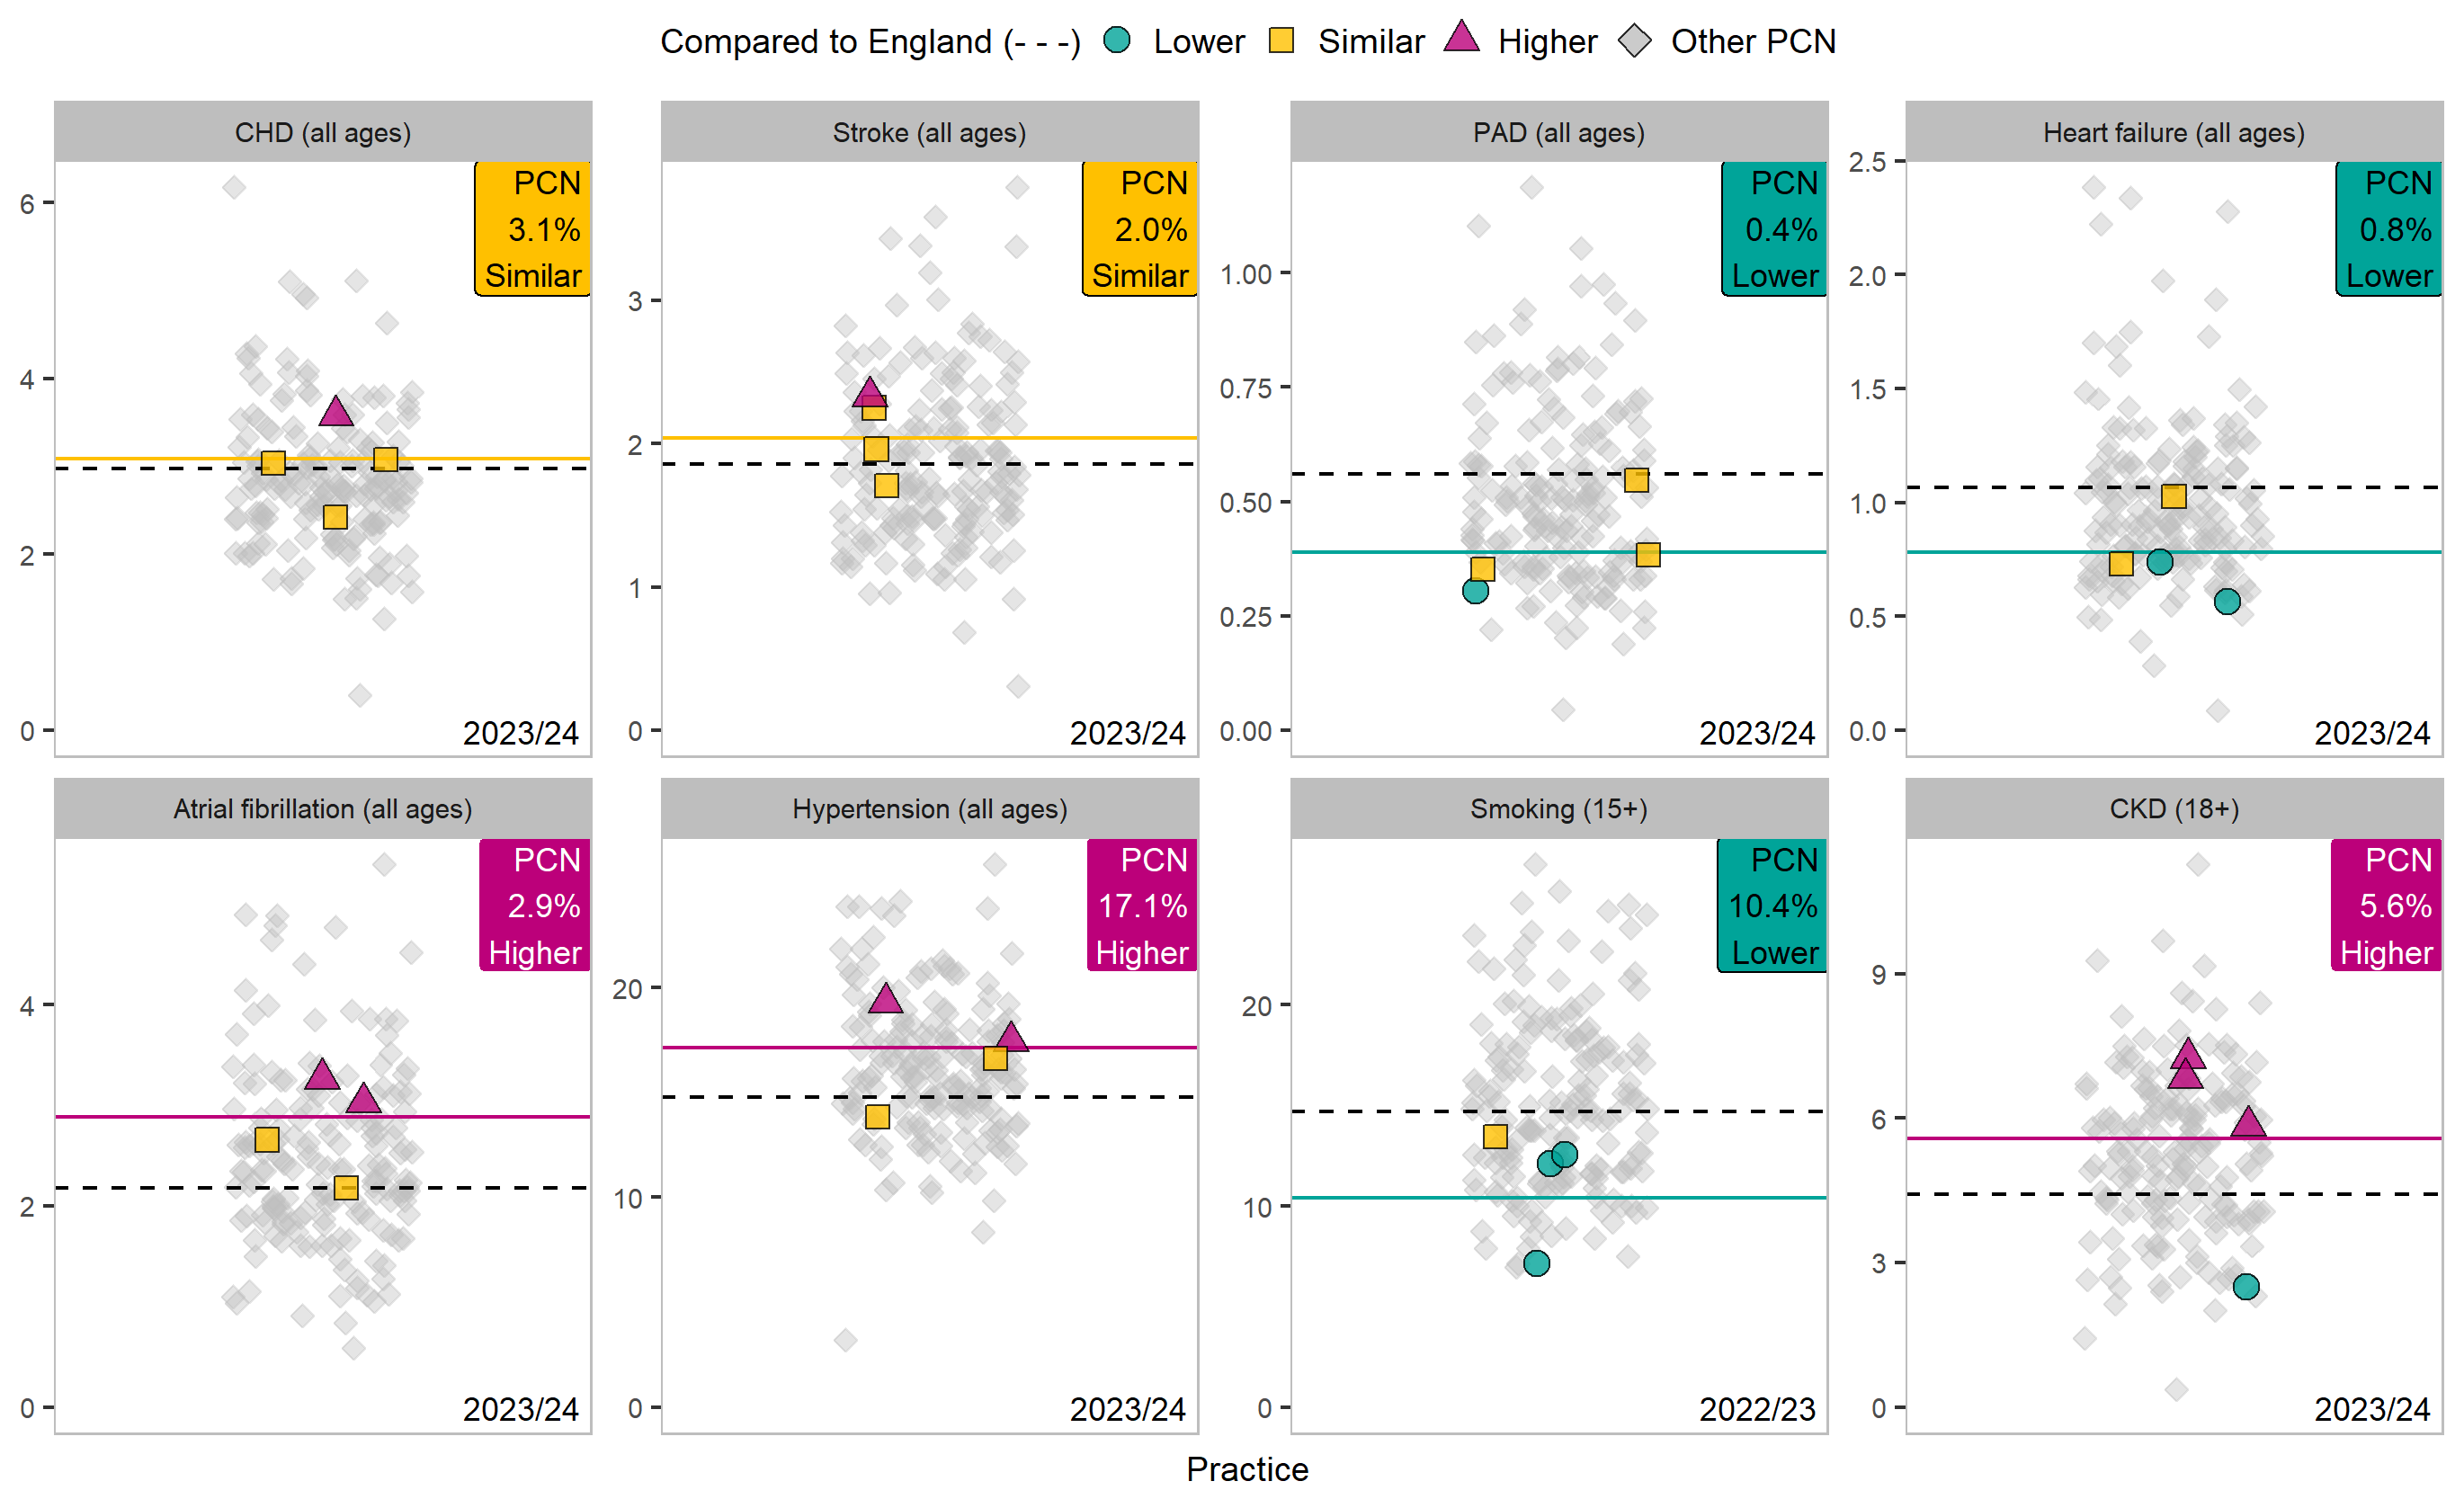 Compared to England (- - -) Lower Similar Higher Other PCN
CHD (all ages)
PCN
3.1%
Similar
6
4
2
0
2023/24
Stroke (all ages)
PCN
2.0%
Similar
3
2
1
0
2023/24
PAD (all ages)
PCN
0.4%
Lower
1.00
0.75
0.50
0.25
0.00
2023/24
Heart failure (all ages)
PCN
0.8%
Lower
2.5
2.0
1.5
1.0
0.5
0.0
2023/24
Atrial fibrillation (all ages)
PCN
2.9%
Higher
4
2
0
2023/24
Hypertension (all ages)
PCN
17.1%
Higher
20
10
0
2023/24
Smoking (15+)
PCN
10.4%
Lower
20
10
0
2022/23
CKD (18+)
PCN
5.6%
Higher
9
6
3
0
2023/24
Practice